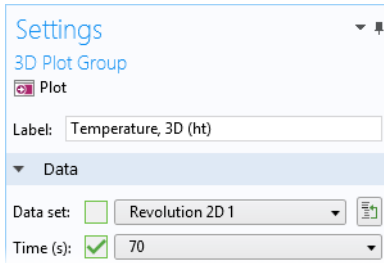 Settings
3D Plot Group
Plot
Label: Temperature, 3D (ht)
Data
Data set: Revolution 2D 1
Time (s): 70